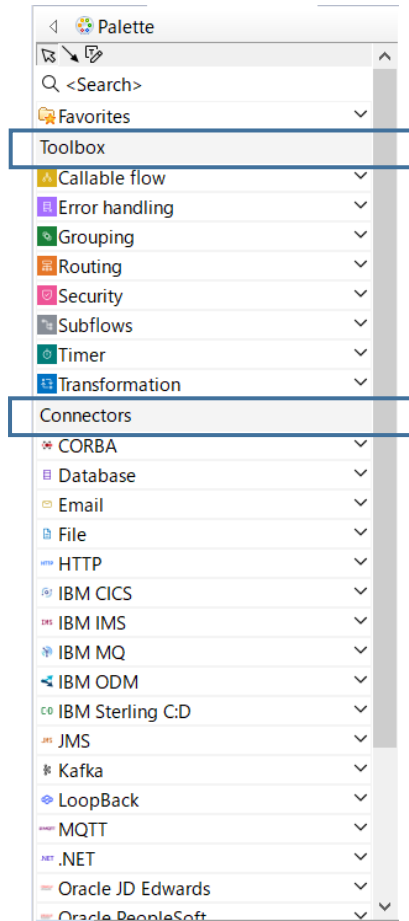 Palette
<Search>
Favorites
Toolbox
Callable flow
Error handling
Grouping
Routing
Security
Subflows
Timer
Transformation
Connectors
CORBA
Database
Email
File
HTTP
IBM CICS
IBM IMS
IBM MQ
IBM ODM
C:D IBM Sterling C:D
JMS
Kafka
LoopBack
MQTT
.NET
Oracle JD Edwards
Oracle PeopleSoft